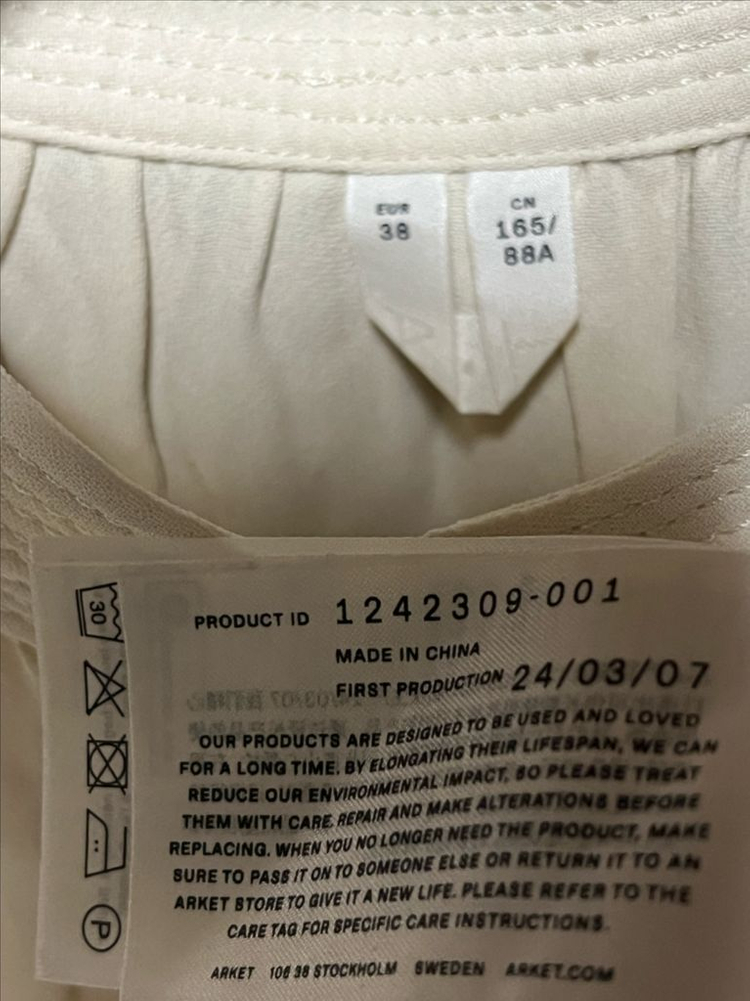 EUR
38
CN
165/
88A
30
P
PRODUCT ID 1242309-001
MADE IN CHINA
FIRST PRODUCTION 24/03/07
OUR PRODUCTS ARE DESIGNED TO BE USED AND LOVED
FOR A LONG TIME. BY ELONGATING THEIR LIFESPAN, WE CAN
REDUCE OUR ENVIRONMENTAL IMPACT, SO PLEASE TREAT
THEM WITH CARE. REPAIR AND MAKE ALTERATIONS BEFORE
REPLACING. WHEN YOU NO LONGER NEED THE PRODUCT, MAKE
SURE TO PASS IT ON TO SOMEONE ELSE OR RETURN IT TO AN
ARKET STORE TO GIVE IT A NEW LIFE. PLEASE REFER TO THE
CARE TAG FOR SPECIFIC CARE INSTRUCTIONS.
ARKET 106 38 STOCKHOLM SWEDEN ARKET.COM